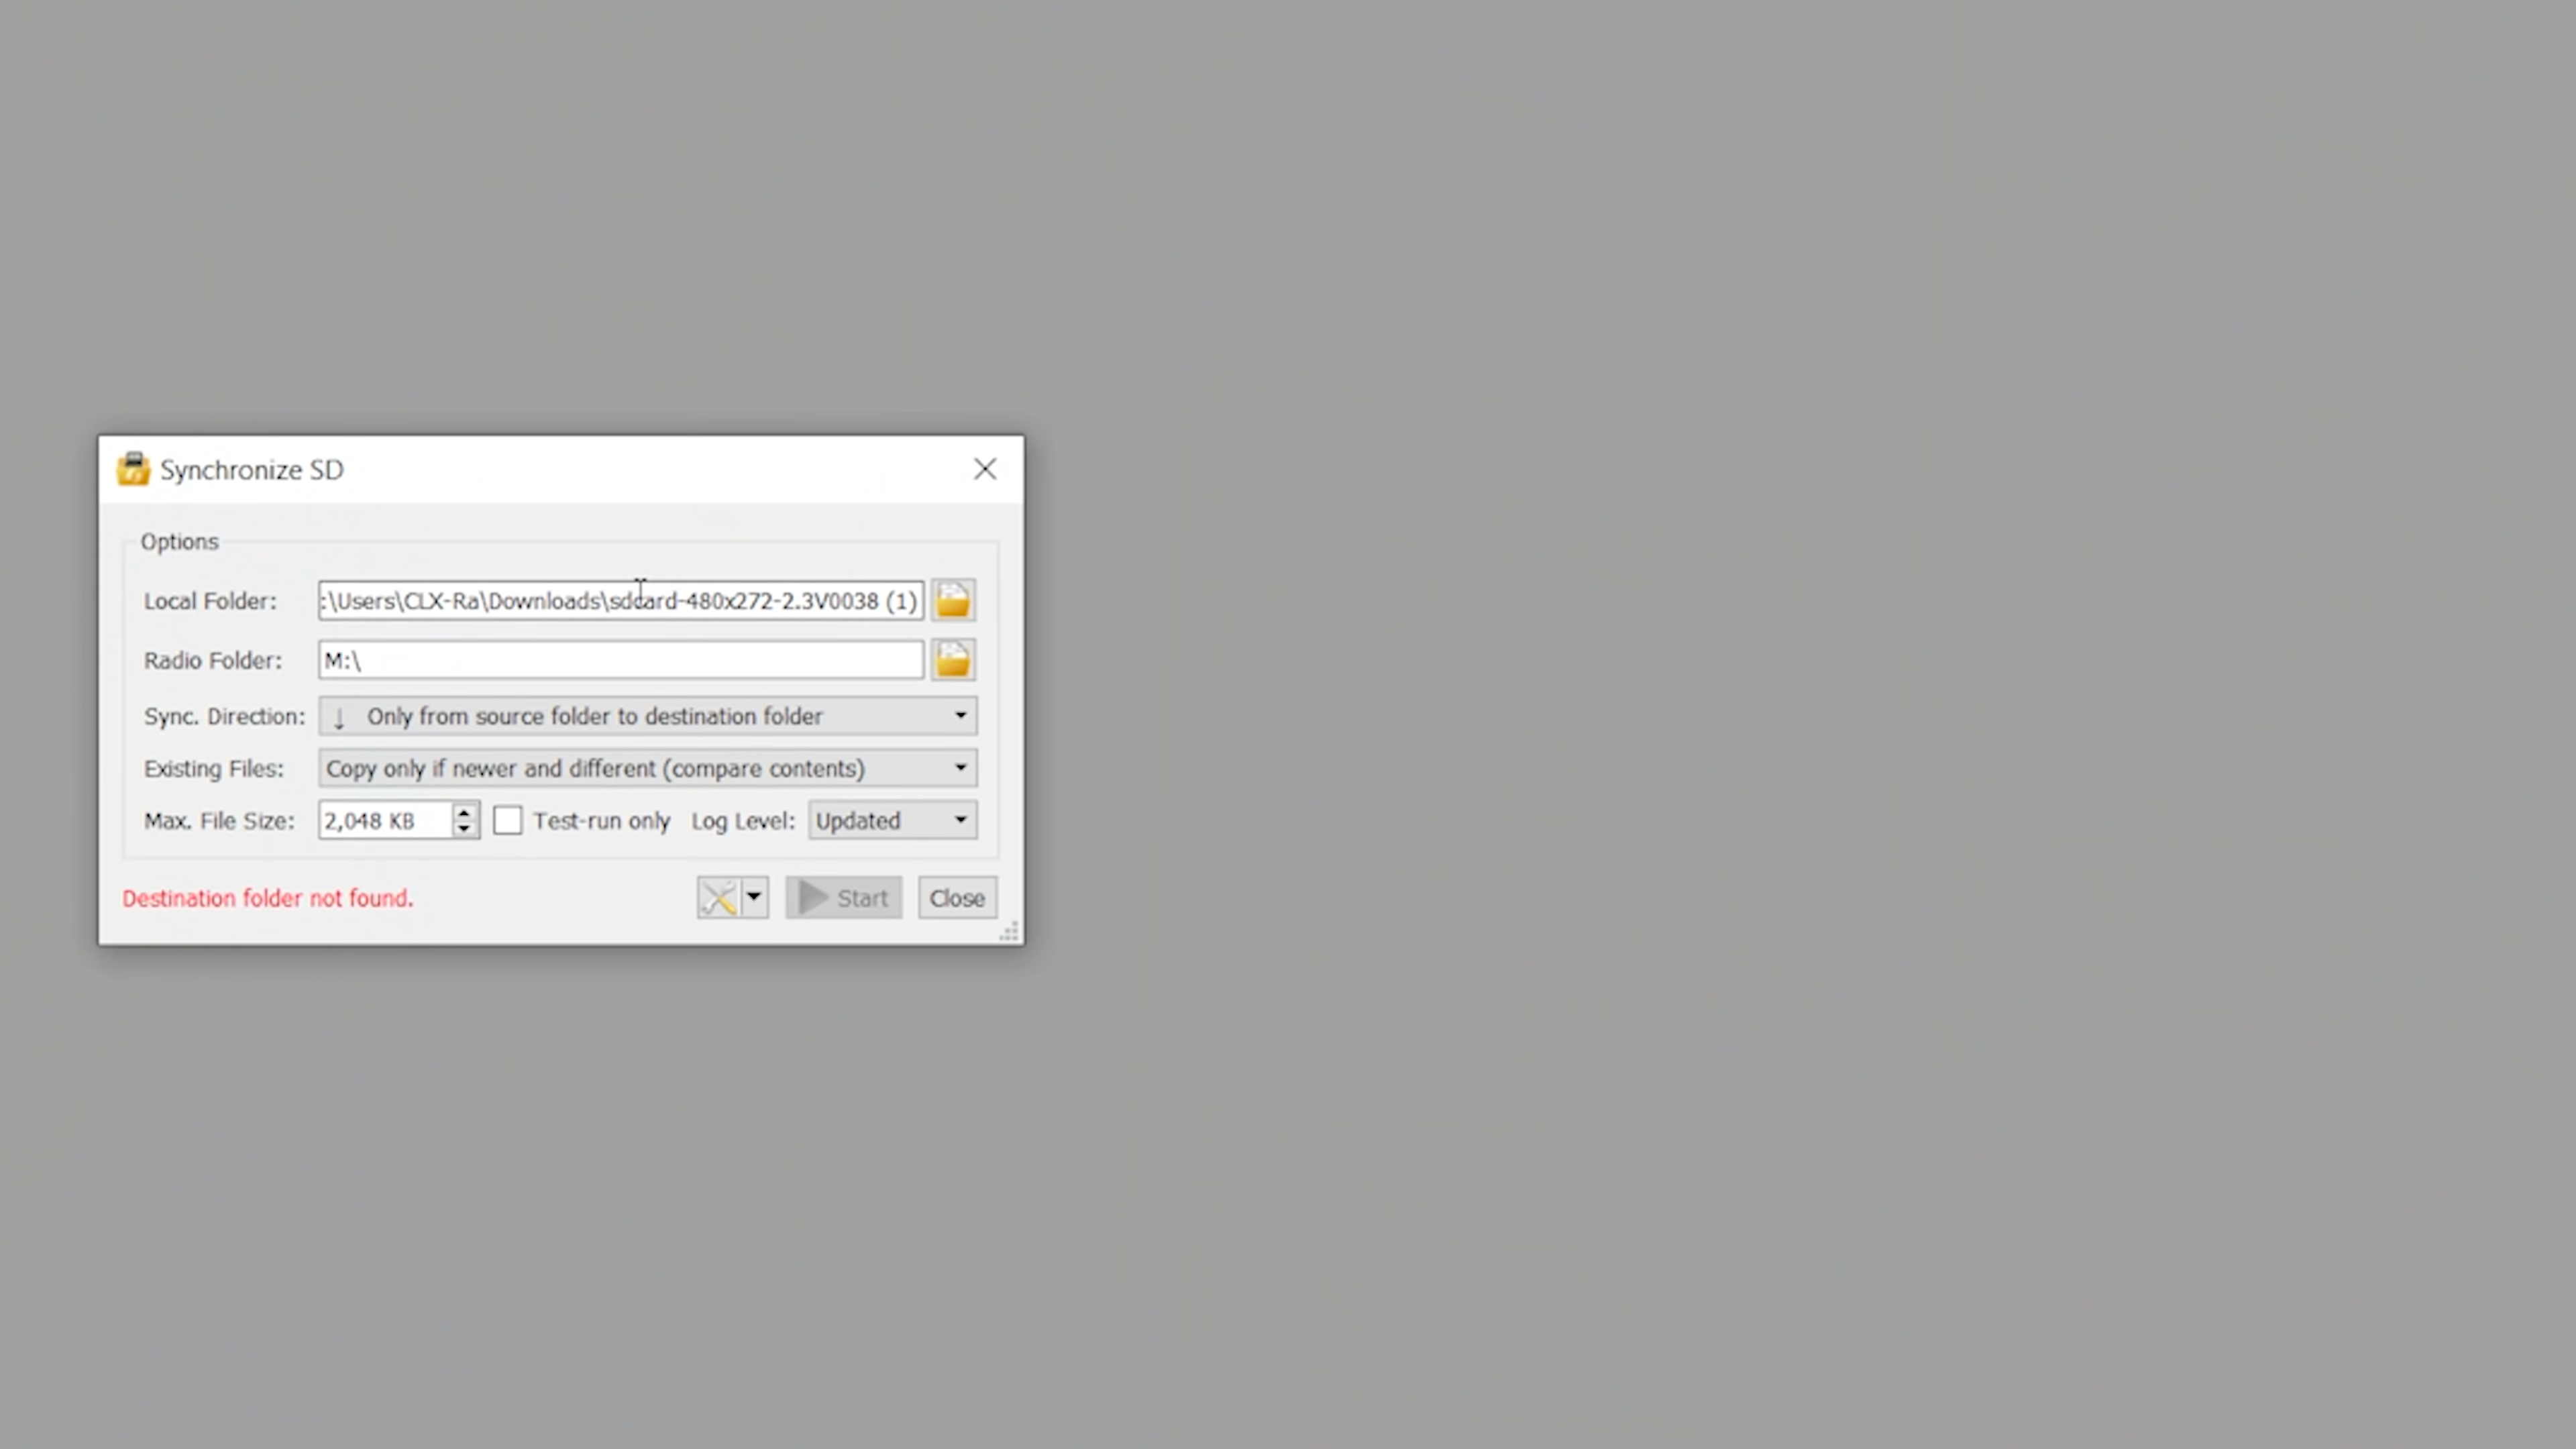 Synchronize SD
Options
Local Folder: :\Users\CLX-Ra\Downloads\sdcard-480x272-2.3V0038 (1)
Radio Folder: M:\
Sync. Direction: ↓ Only from source folder to destination folder
Existing Files: Copy only if newer and different (compare contents)
Max. File Size: 2,048 KB Test-run only Log Level: Updated
Destination folder not found. Start Close